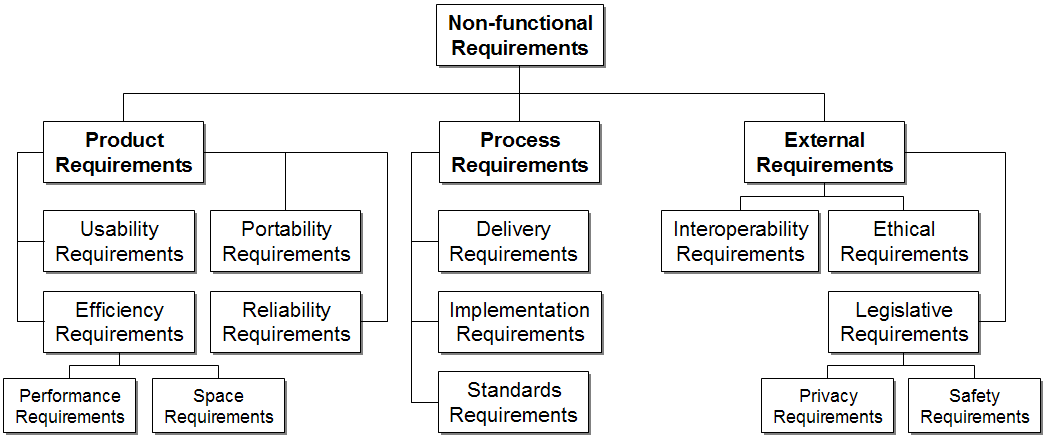 Non-functional
Requirements
Product
Requirements
Process
Requirements
External
Requirements
Usability
Requirements
Portability
Requirements
Delivery
Requirements
Interoperability
Requirements
Ethical
Requirements
Efficiency
Requirements
Reliability
Requirements
Implementation
Requirements
Legislative
Requirements
Performance
Requirements
Space
Requirements
Standards
Requirements
Privacy
Requirements
Safety
Requirements